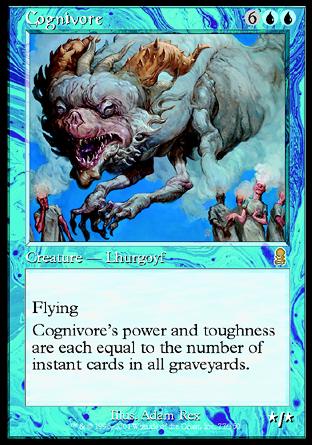 Cognivore 6
Creature — Lhurgoyf
Flying
Cognivore's power and toughness
are each equal to the number of
instant cards in all graveyards.
Illus. Adam Rex
*/*